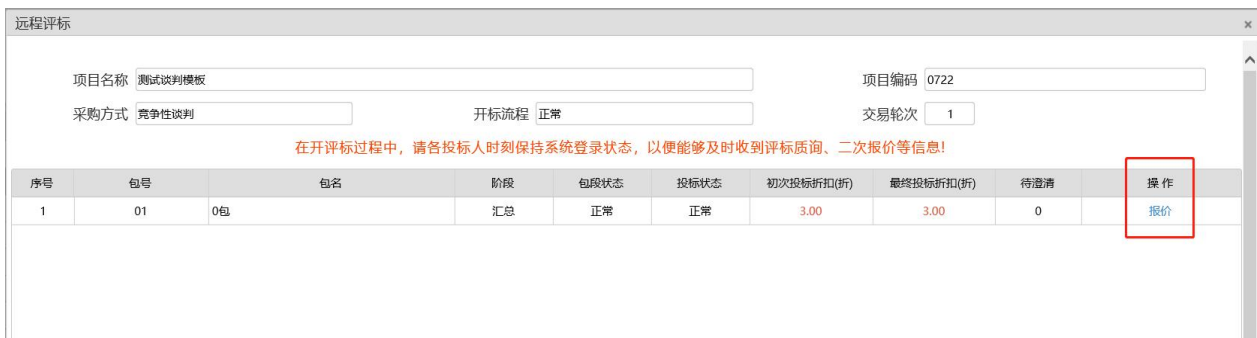 远程评标 ×
项目名称 测试谈判模板 项目编码 0722
采购方式 竞争性谈判 开标流程 正常 交易轮次 1
在开评标过程中，请各投标人时刻保持系统登录状态，以便能够及时收到评标质询、二次报价等信息!
序号 包号 包名 阶段 包段状态 投标状态 初次投标折扣(折) 最终投标折扣(折) 待澄清 操作
1 01 0包 汇总 正常 正常 3.00 3.00 0 报价